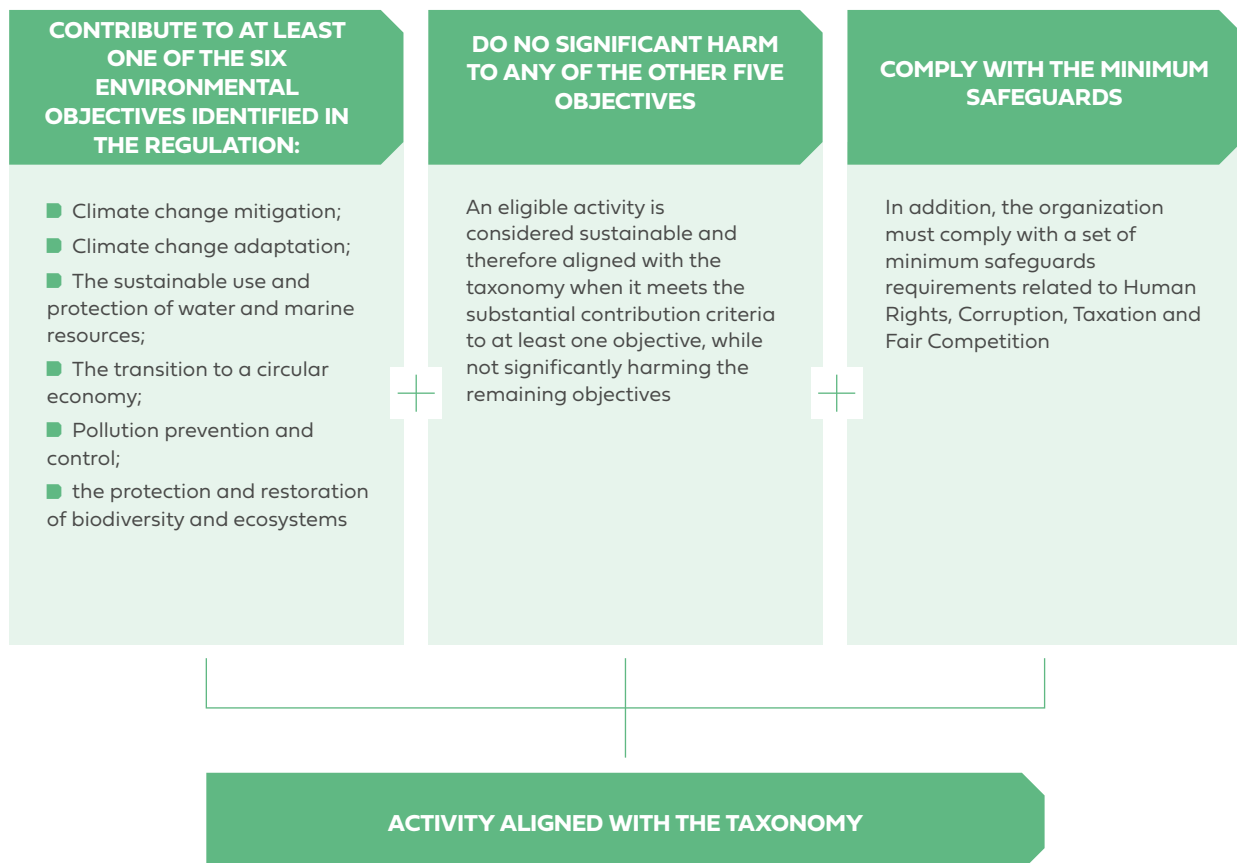 CONTRIBUTE TO AT LEAST
ONE OF THE SIX
ENVIRONMENTAL
OBJECTIVES IDENTIFIED IN
THE REGULATION:
Climate change mitigation;
Climate change adaptation;
The sustainable use and
protection of water and marine
resources;
The transition to a circular
economy;
Pollution prevention and
control;
the protection and restoration
of biodiversity and ecosystems
DO NO SIGNIFICANT HARM
TO ANY OF THE OTHER FIVE
OBJECTIVES
An eligible activity is
considered sustainable and
therefore aligned with the
taxonomy when it meets the
substantial contribution criteria
to at least one objective, while
not significantly harming the
remaining objectives
COMPLY WITH THE MINIMUM
SAFEGUARDS
In addition, the organization
must comply with a set of
minimum safeguards
requirements related to Human
Rights, Corruption, Taxation and
Fair Competition
ACTIVITY ALIGNED WITH THE TAXONOMY